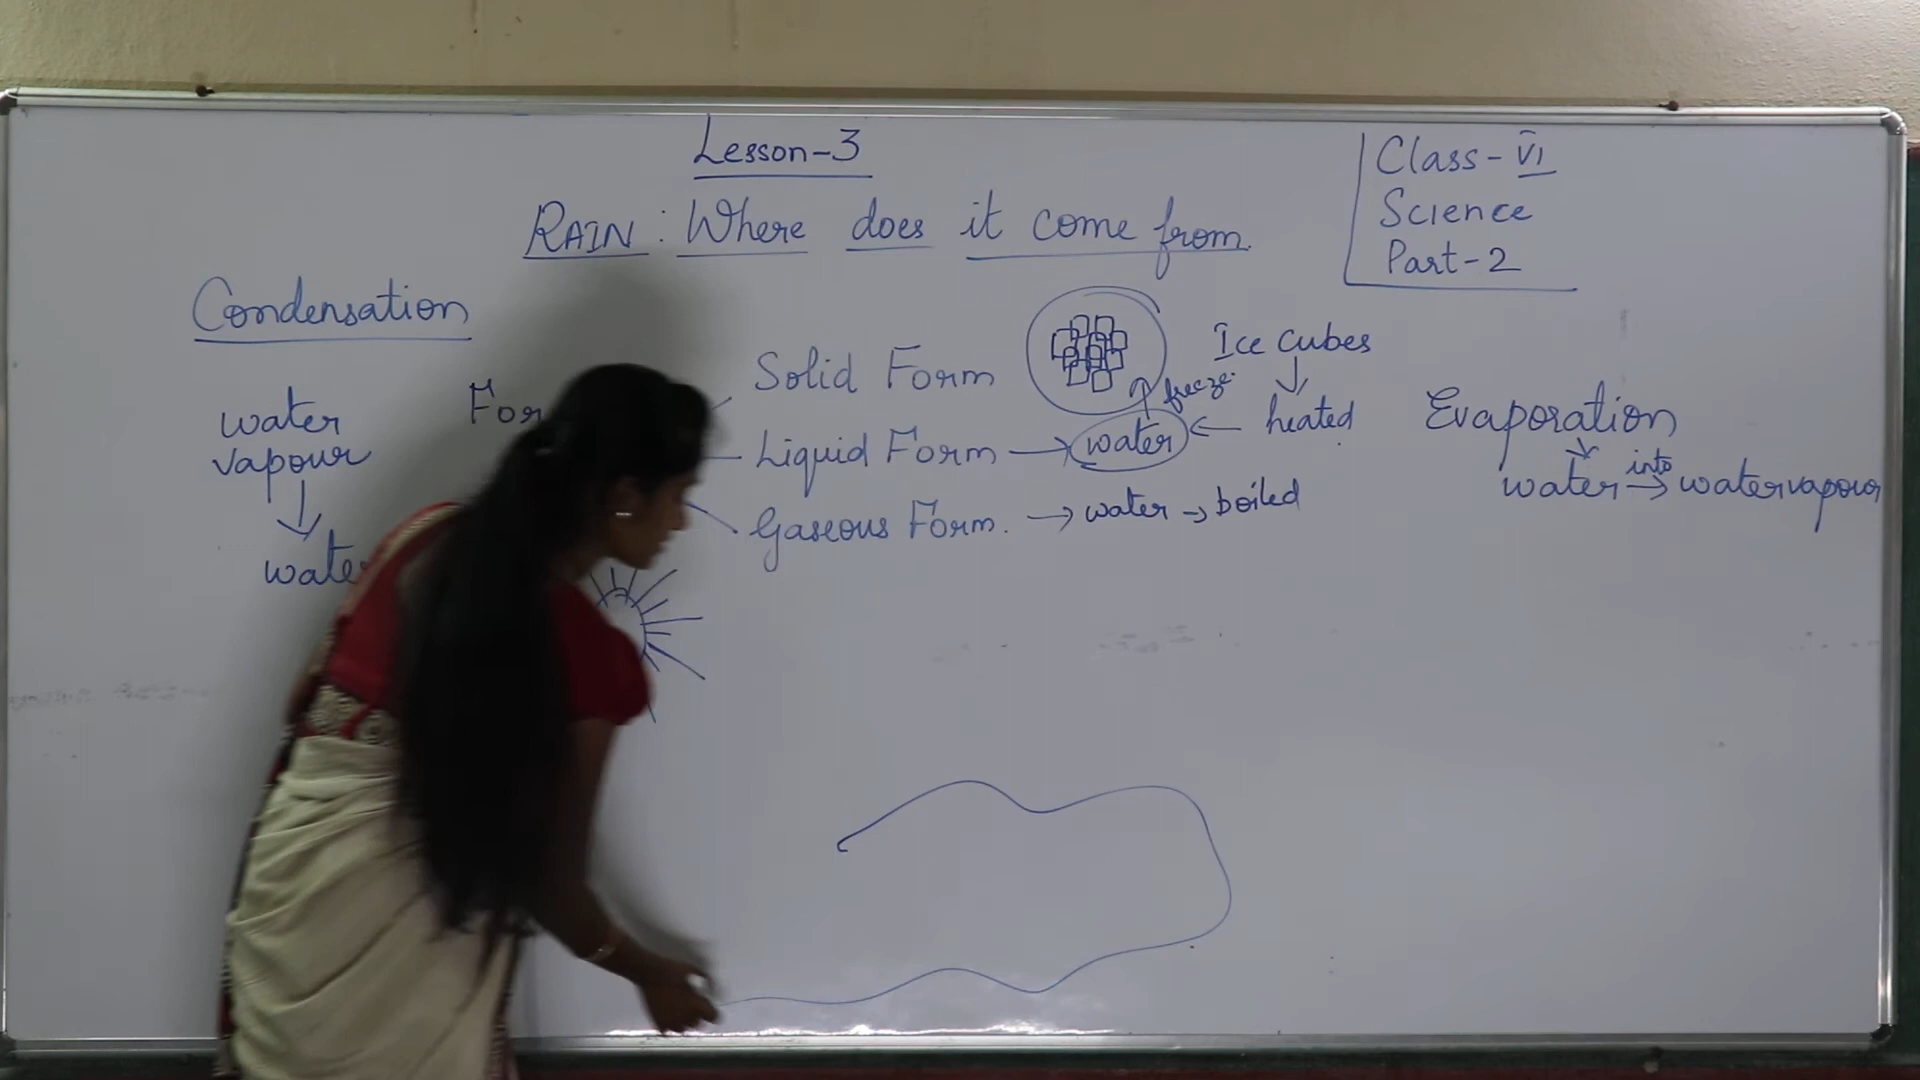 Lesson-3
RAIN: Where does it come from.
Class-VI
Science
Part-2
Condensation
water
vapour
↓
Solid Form
Liquid Form → water ← heated
Gaseous Form. → water → boiled
freeze
Ice cubes
↓
Evaporation
↓
water into → watervapour